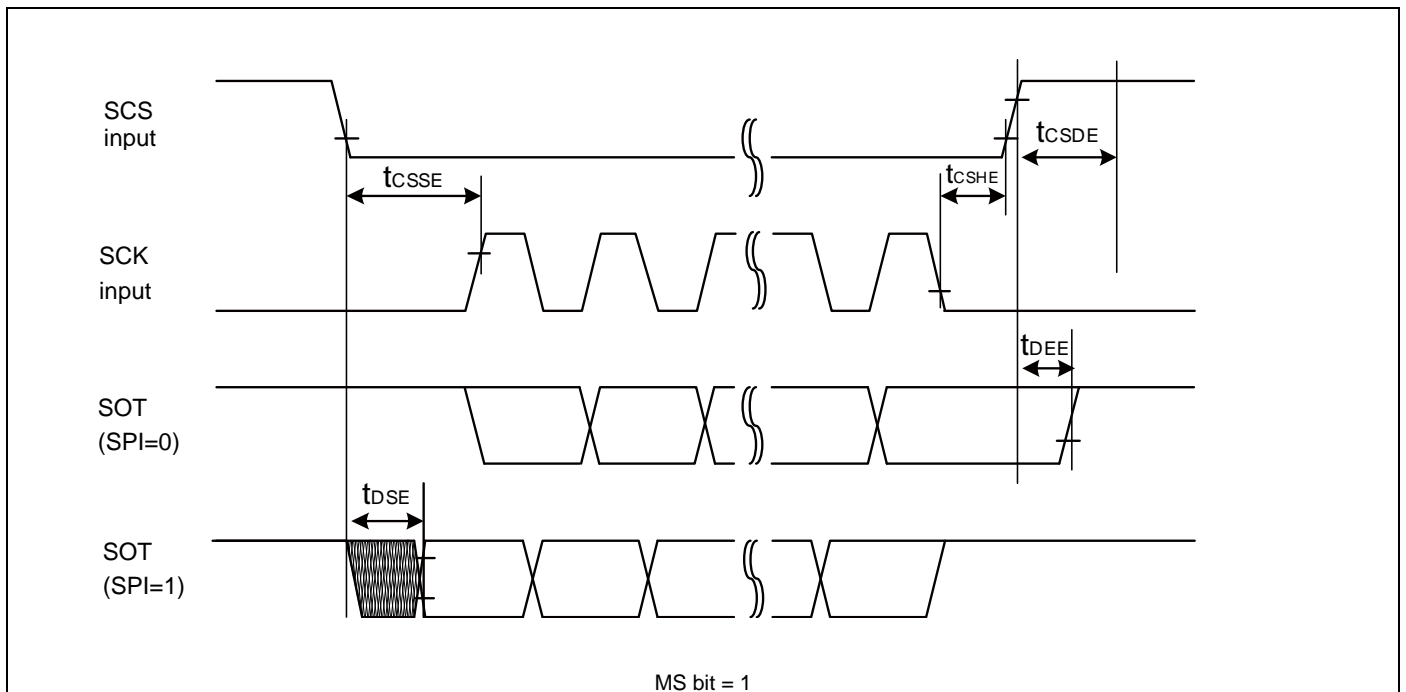 SCS
input
tCSDE
tCSSE
tCSHE
SCK
input
tDEE
SOT
(SPI=0)
tDSE
SOT
(SPI=1)
MS bit = 1